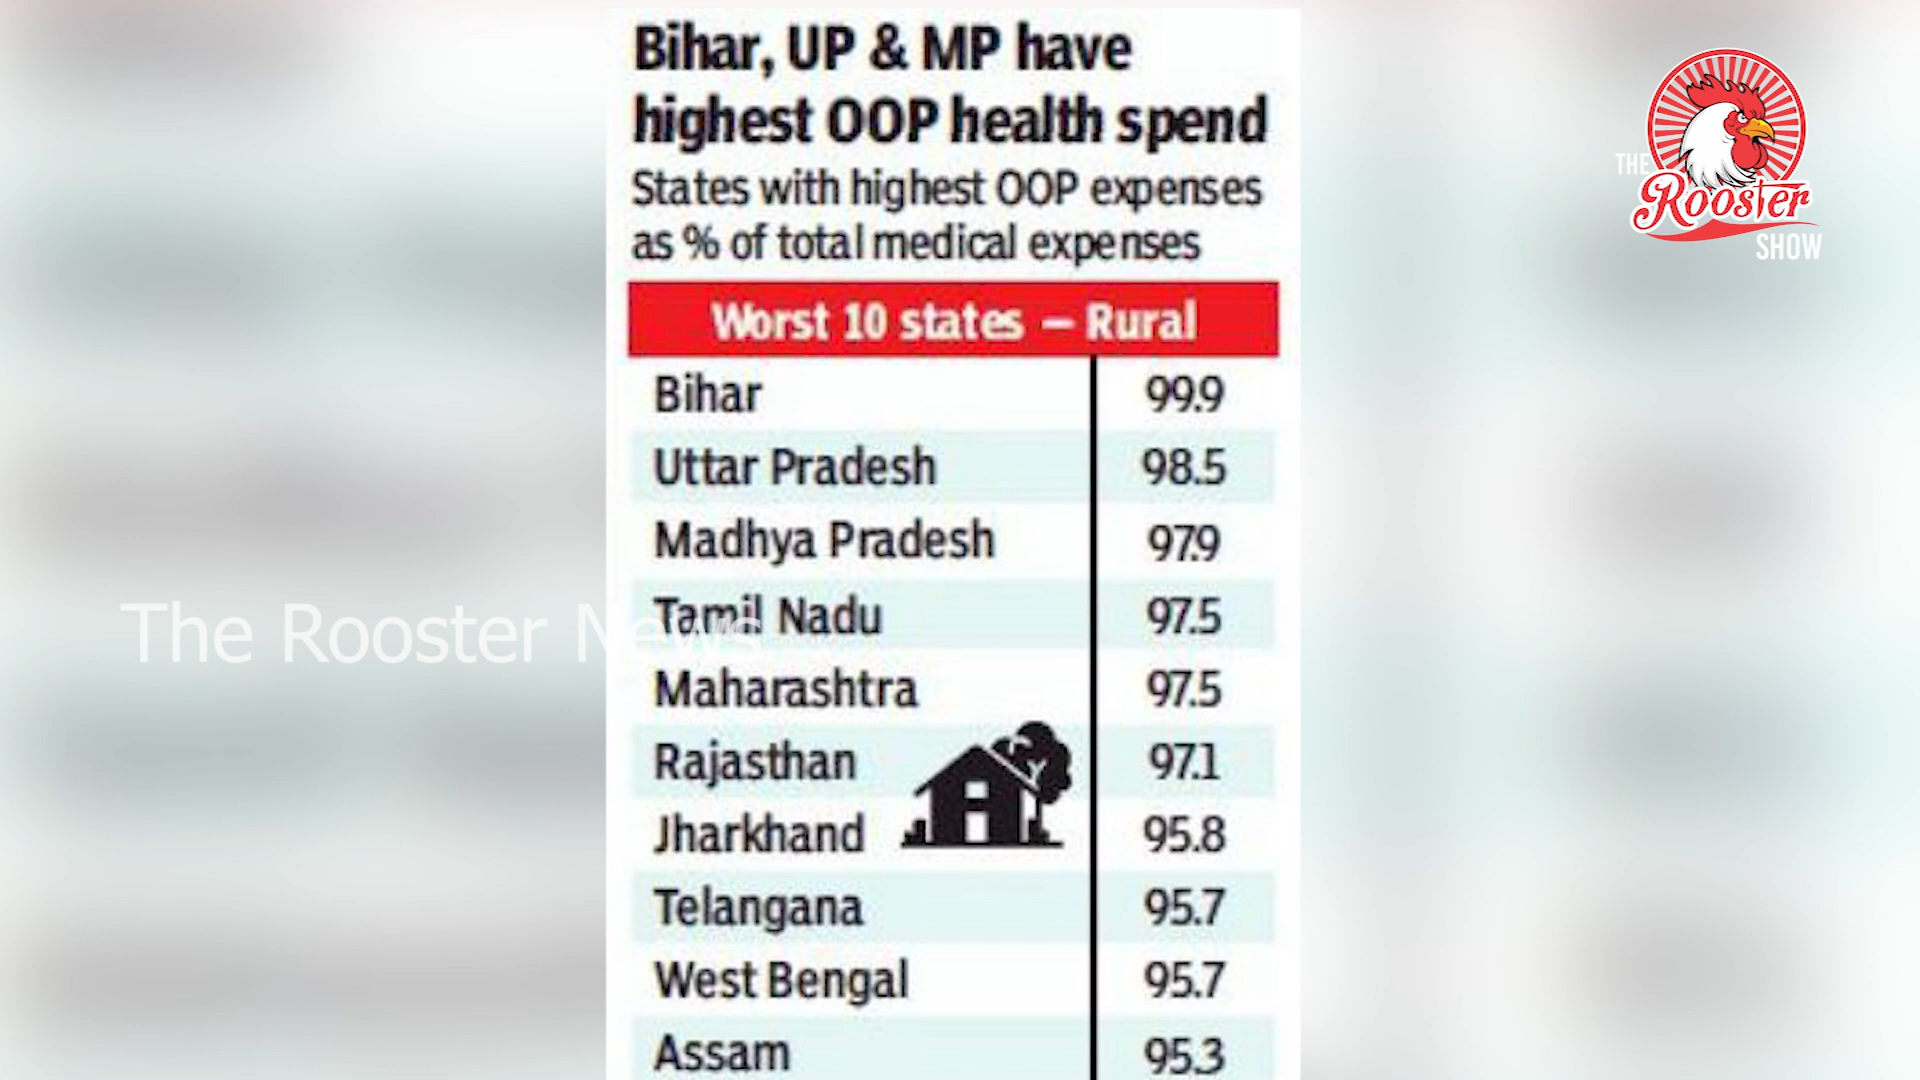 Bihar, UP & MP have
highest OOP health spend
States with highest OOP expenses
as % of total medical expenses
Worst 10 states – Rural
Bihar 99.9
Uttar Pradesh 98.5
Madhya Pradesh 97.9
Tamil Nadu 97.5
Maharashtra 97.5
Rajasthan 97.1
Jharkhand 95.8
Telangana 95.7
West Bengal 95.7
Assam 95.3
The Rooster News
THE
Rooster
SHOW